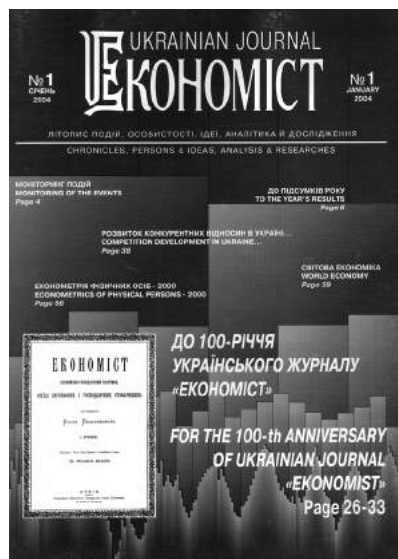 UKRAINIAN JOURNAL
ЕКОНОМІСТ
№1
СІЧЕНЬ
2004
№1
JANUARY
2004
ЛІТОПИС ПОДІЙ, ОСОБИСТОСТІ, ІДЕЇ, АНАЛІТИКА Й ДОСЛІДЖЕННЯ
CHRONICLES, PERSONS & IDEAS, ANALYSIS & RESEARCHES
МОНІТОРИНГ ПОДІЙ
MONITORING OF THE EVENTS
Page 4
ДО ПІДСУМКІВ РОКУ
TO THE YEAR'S RESULTS
Page 6
РОЗВИТОК КОНКУРЕНТНИХ ВІДНОСИН В УКРАЇНІ...
COMPETITION DEVELOPMENT IN UKRAINE...
Page 38
СВІТОВА ЕКОНОМІКА
WORLD ECONOMY
Page 59
ЕКОНОМЕТРІЯ ФІЗИЧНИХ ОСІБ - 2000
ECONOMETRICS OF PHYSICAL PERSONS - 2000
ЕКОНОМІСТ
ДО 100-РІЧЧЯ
УКРАЇНСЬКОГО ЖУРНАЛУ
«ЕКОНОМІСТ»
FOR THE 100-th ANNIVERSARY
OF UKRAINIAN JOURNAL
«EKONOMIST»
Page 26-33